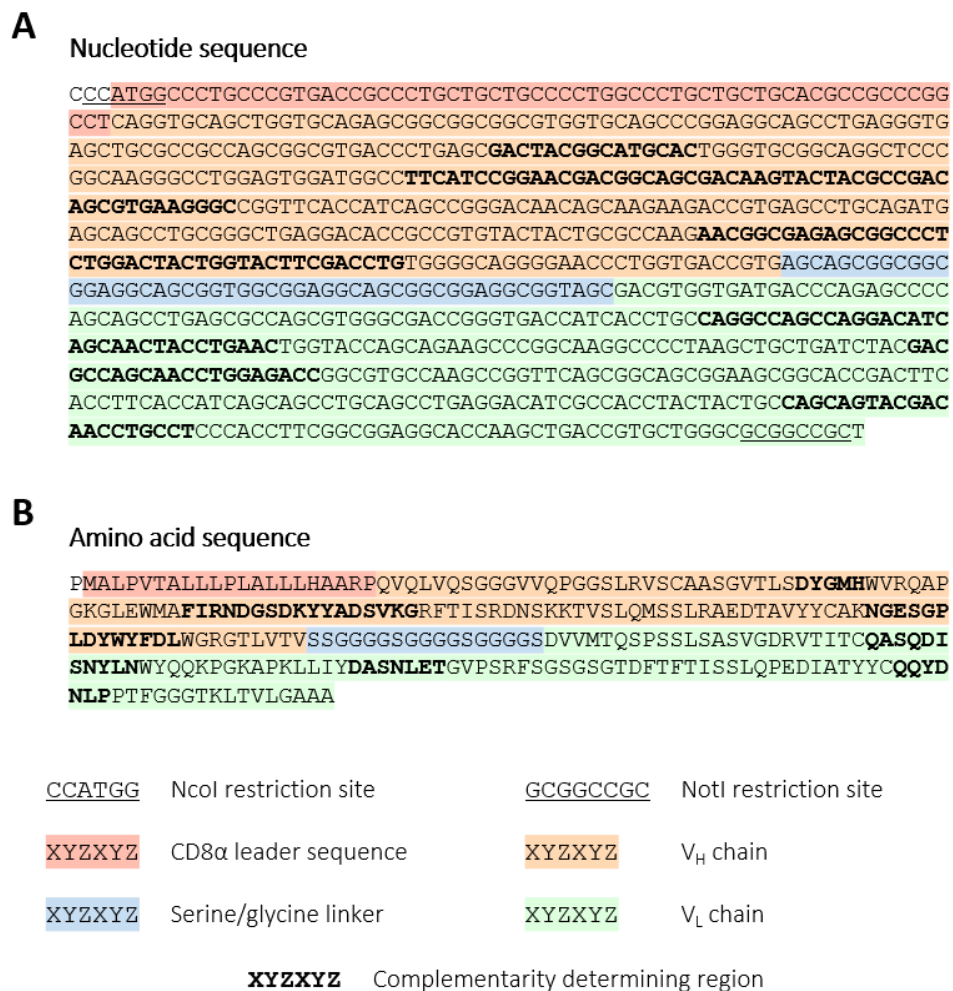 A
Nucleotide sequence
CCCATGGCCCTGCCCGTGACCGCCCTGCTGCTGCCCCTGGCCCTGCTGCTGCACGCCGCCCGG
CCTCAGGTGCAGCTGGTGCAGAGCGGCGGCGGCGTGGTGCAGCCCGGAGGCAGCCTGAGGGTG
AGCTGCGCCGCCAGCGGCGTGACCCTGAGCGACTACGGCATGCACTGGGTGCGGCAGGCTCCC
GGCAAGGGCCTGGAGTGGATGGCCTTCATCCGGAACGACGGCAGCGACAAGTACTACGCCGAC
AGCGTGAAGGGCCGGTTCACCATCAGCCGGGACAACAGCAAGAAGACCGTGAGCCTGCAGATG
AGCAGCCTGCGGGCTGAGGACACCGCCGTGTACTACTGCGCCAAGAACGGCGAGAGCGGCCCT
CTGGACTACTGGTACTTCGACCTGTGGGGCAGGGGAACCCTGGTGACCGTGAGCAGCGGCGGC
GGAGGCAGCGGTGGCGGAGGCAGCGGCGGAGGCGGTAGCGACGTGGTGATGACCCAGAGCCCC
AGCAGCCTGAGCGCCAGCGTGGGCGACCGGGTGACCATCACCTGCCAGGCCAGCCAGGACATC
AGCAACTACCTGAACTGGTACCAGCAGAAGCCCGGCAAGGCCCCTAAGCTGCTGATCTACGAC
GCCAGCAACCTGGAGACCGGCGTGCCAAGCCGGTTCAGCGGCAGCGGAAGCGGCACCGACTTC
ACCTTCACCATCAGCAGCCTGCAGCCTGAGGACATCGCCACCTACTACTGCCAGCAGTACGAC
AACCTGCCTCCCACCTTCGGCGGAGGCACCAAGCTGACCGTGCTGGGCGCGGCCGCT
B
Amino acid sequence
PMALPVTALLLPLALLLHAARPQVQLVQSGGGVVQPGGSLRVSCAASGVTLSDYGMHWVRQAP
GKGLEWMAFIRNDGSDKYYADSVKGRFTISRDNSKKTVSLQMSSLRAEDTAVYYCAKNGESGP
LDYWYFDLWGRGTLVTVSSGGGGSGGGGSGGGGSDVVMTQSPSSLSASVGDRVTITCQASQDI
SNYLNWYQQKPGKAPKLLIYDASNLETGVPSRFSGSGSGTDFTFTISSLQPEDIATYYCQQYD
NLPPTFGGGTKLTVLGAAA
CCATGG NcoI restriction site
GCGGCCGC NotI restriction site
XYZXYZ CD8α leader sequence
XYZXYZ VH chain
XYZXYZ Serine/glycine linker
XYZXYZ VL chain
XYZXYZ Complementarity determining region